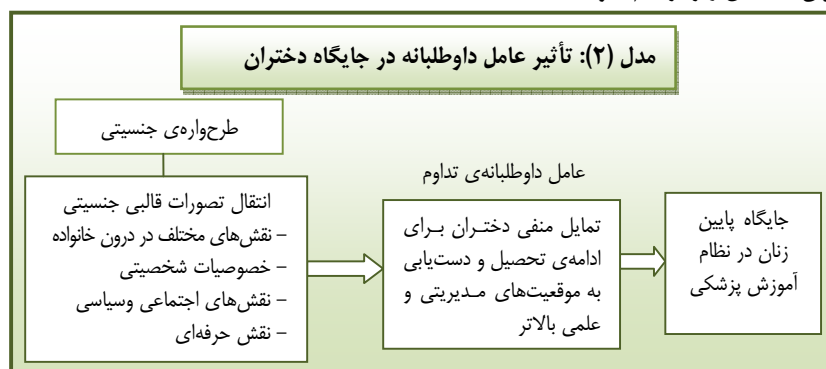 مدل (۲): تأثیر عامل داوطلبانه در جایگاه دختران
طرح‌واره‌ی جنسیتی
انتقال تصورات قالبی جنسیتی
– نقش‌های مختلف در درون خانواده
– خصوصیات شخصیتی
– نقش‌های اجتماعی وسیاسی
– نقش حرفه‌ای
عامل داوطلبانه‌ی تداوم
تمایل منفی دختـران بـرای
ادامه‌ی تحصیل و دست‌یابی
به موقعیت‌های مـدیریتی و
علمی بالاتر
جایگاه پایین
زنان در نظام
آموزش پزشکی